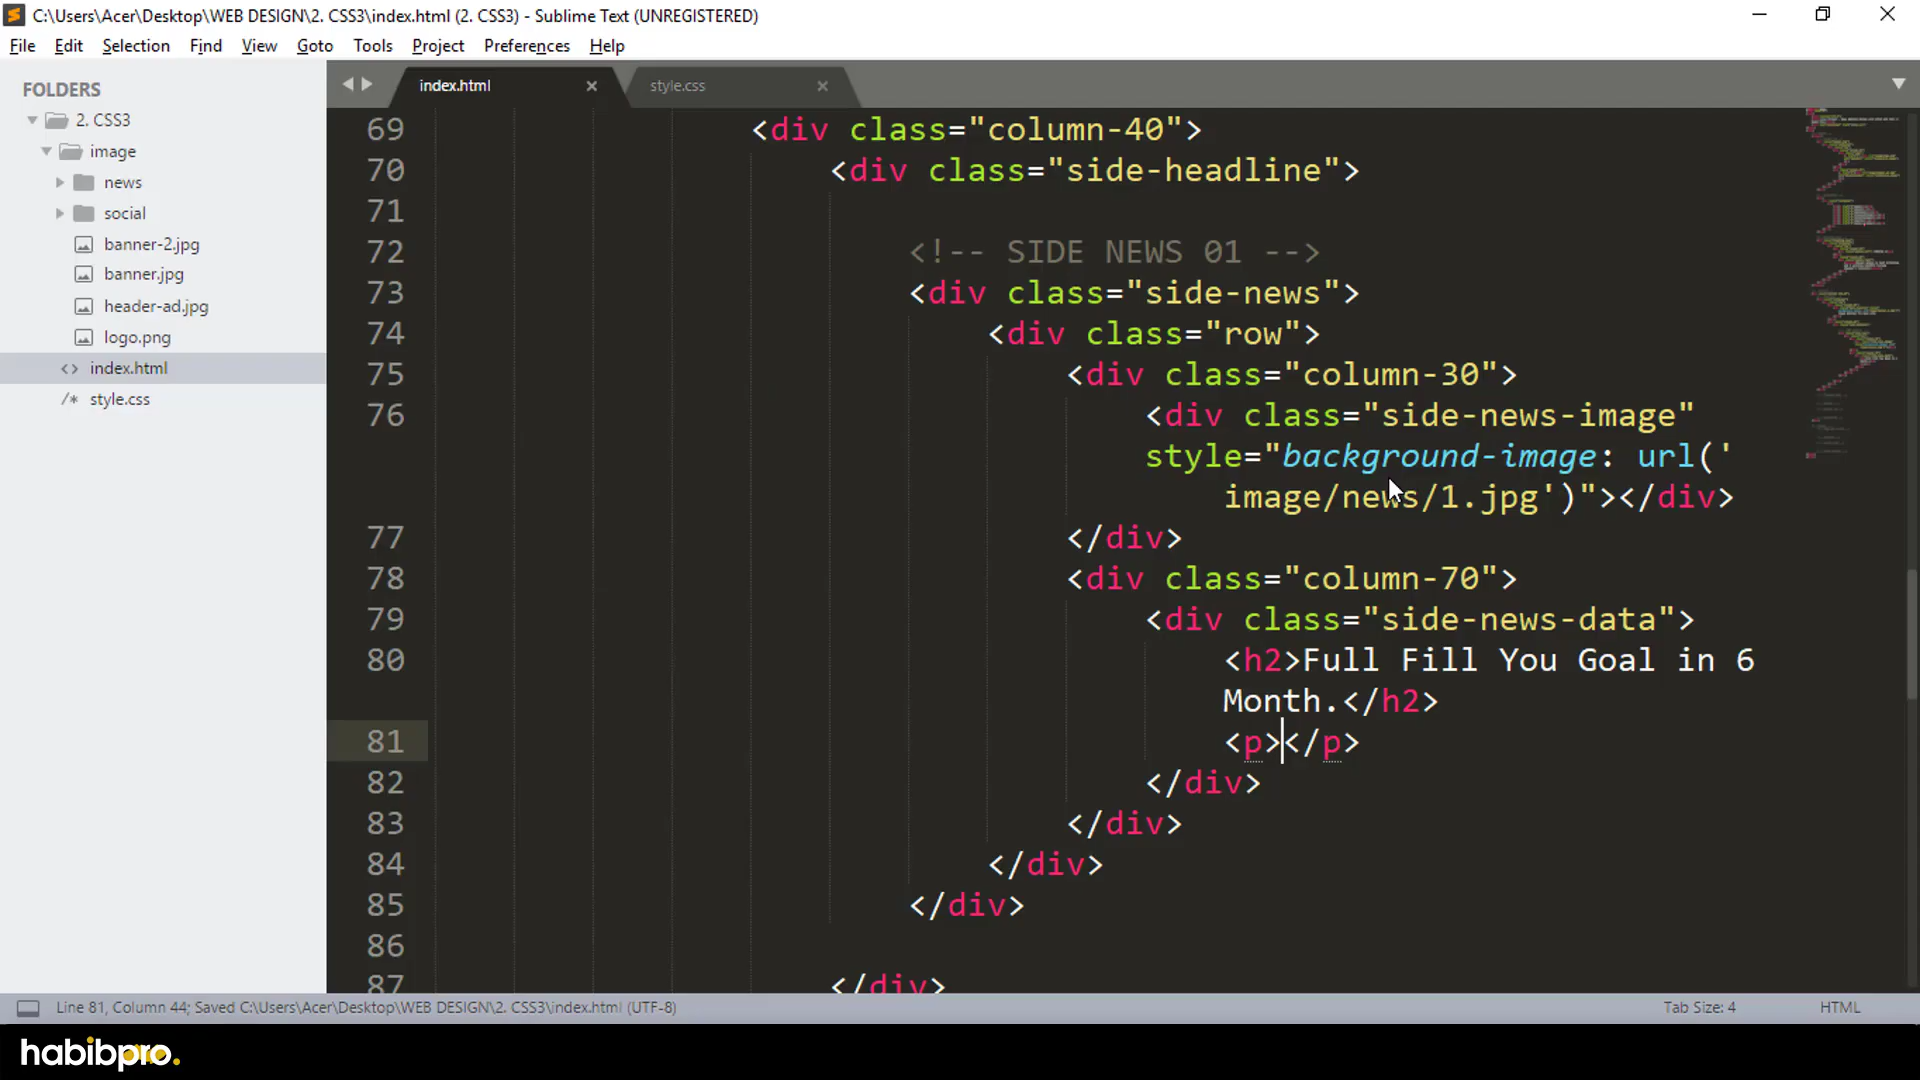 C:\Users\Acer\Desktop\WEB DESIGN\2. CSS3\index.html (2. CSS3) - Sublime Text (UNREGISTERED)
File Edit Selection Find View Goto Tools Project Preferences Help
FOLDERS
2. CSS3
image
news
social
banner-2.jpg
banner.jpg
header-ad.jpg
logo.png
<> index.html
/* style.css
index.html
style.css
69 <div class="column-40">
70 <div class="side-headline">
71
72 <!-- SIDE NEWS 01 -->
73 <div class="side-news">
74 <div class="row">
75 <div class="column-30">
76 <div class="side-news-image"
style="background-image: url('
image/news/1.jpg')"></div>
77 </div>
78 <div class="column-70">
79 <div class="side-news-data">
80 <h2>Full Fill You Goal in 6
Month.</h2>
81 <p></p>
82 </div>
83 </div>
84 </div>
85 </div>
86
87 </div>
Line 81, Column 44; Saved C:\Users\Acer\Desktop\WEB DESIGN\2. CSS3\index.html (UTF-8)
Tab Size: 4
HTML
habibpro.